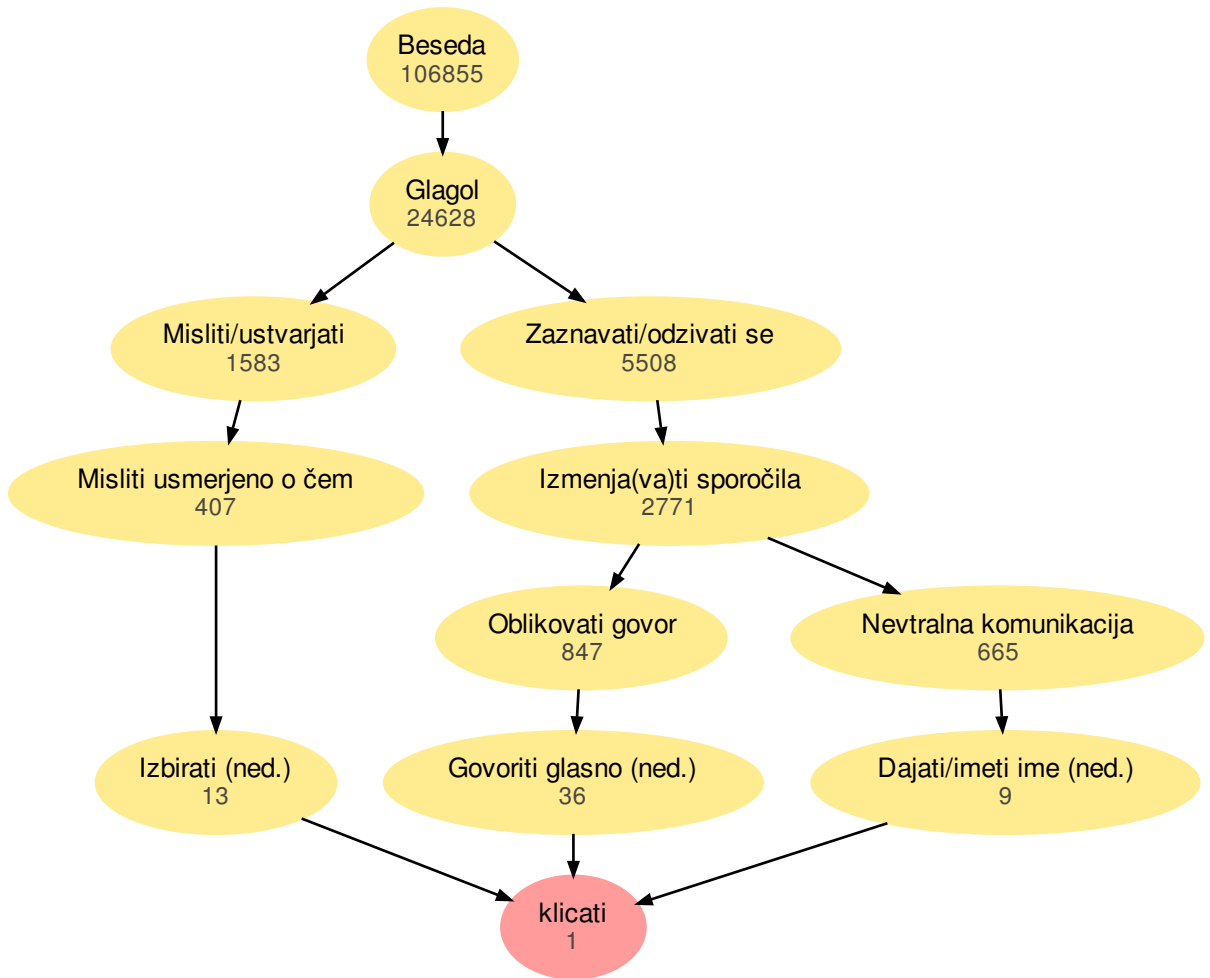 Beseda
106855
Glagol
24628
Misliti/ustvarjati
1583
Zaznavati/odzivati se
5508
Misliti usmerjeno o čem
407
Izmenja(va)ti sporočila
2771
Oblikovati govor
847
Nevtralna komunikacija
665
Izbirati (ned.)
13
Govoriti glasno (ned.)
36
Dajati/imeti ime (ned.)
9
klicati
1